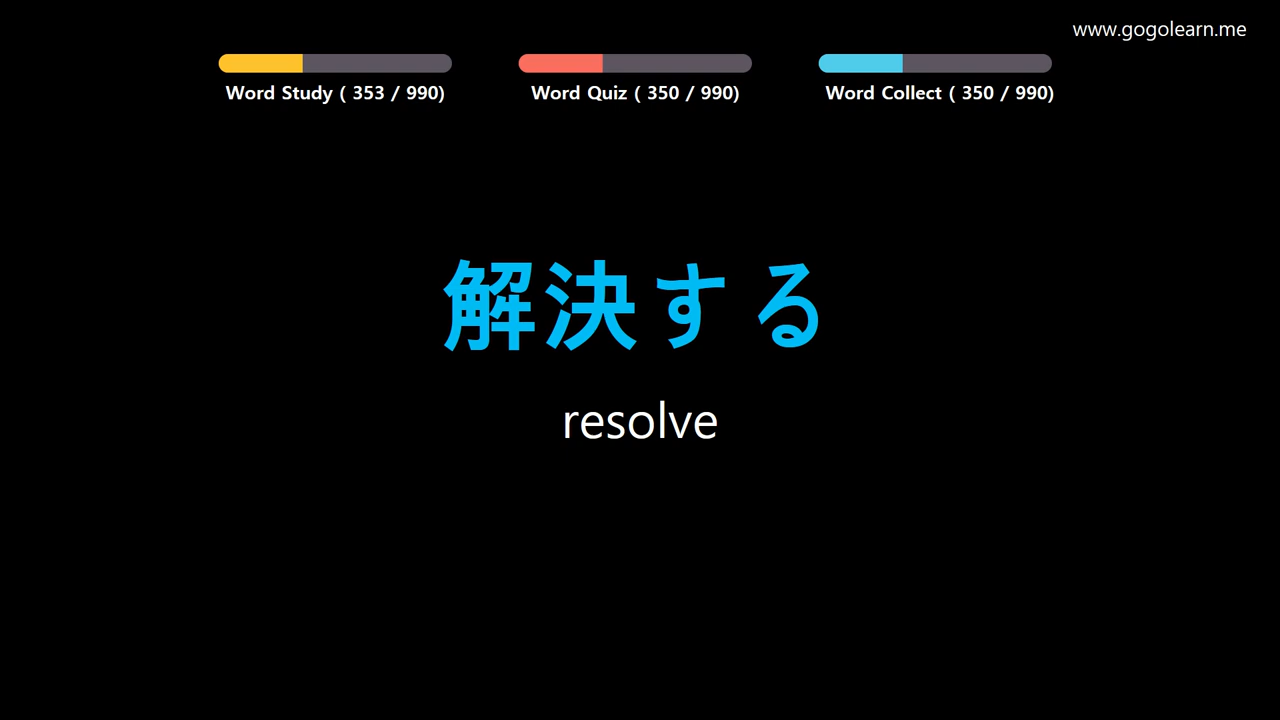 www.gogolearn.me
Word Study ( 353 / 990)
Word Quiz ( 350 / 990)
Word Collect ( 350 / 990)
解決する
resolve